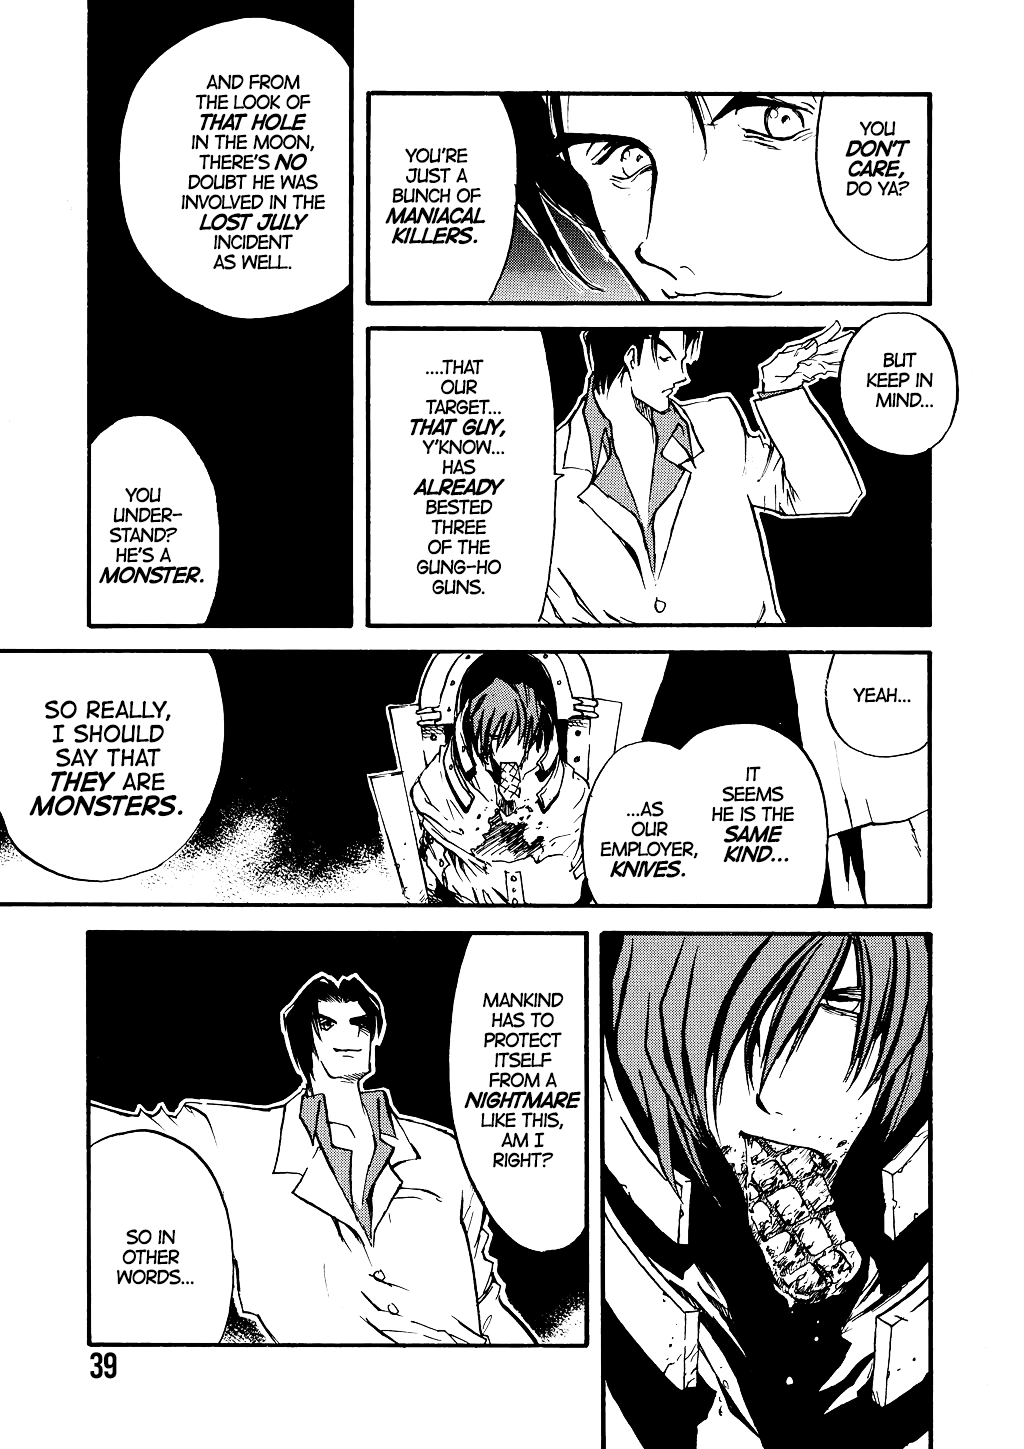 YOU
DON'T
CARE,
DO YA?
YOU'RE
JUST A
BUNCH OF
MANIACAL
KILLERS.
BUT
KEEP IN
MIND...
....THAT
OUR
TARGET...
THAT GUY,
Y'KNOW...
HAS
ALREADY
BESTED
THREE
OF THE
GUNG-HO
GUNS.
AND FROM
THE LOOK OF
THAT HOLE
IN THE MOON,
THERE'S NO
DOUBT HE WAS
INVOLVED IN THE
LOST JULY
INCIDENT
AS WELL.
YOU
UNDER-
STAND?
HE'S A
MONSTER.
YEAH...
IT
SEEMS
HE IS THE
SAME
KIND...
...AS
OUR
EMPLOYER,
KNIVES.
SO REALLY,
I SHOULD
SAY THAT
THEY ARE
MONSTERS.
MANKIND
HAS TO
PROTECT
ITSELF
FROM A
NIGHTMARE
LIKE THIS,
AM I
RIGHT?
SO IN
OTHER
WORDS...
39